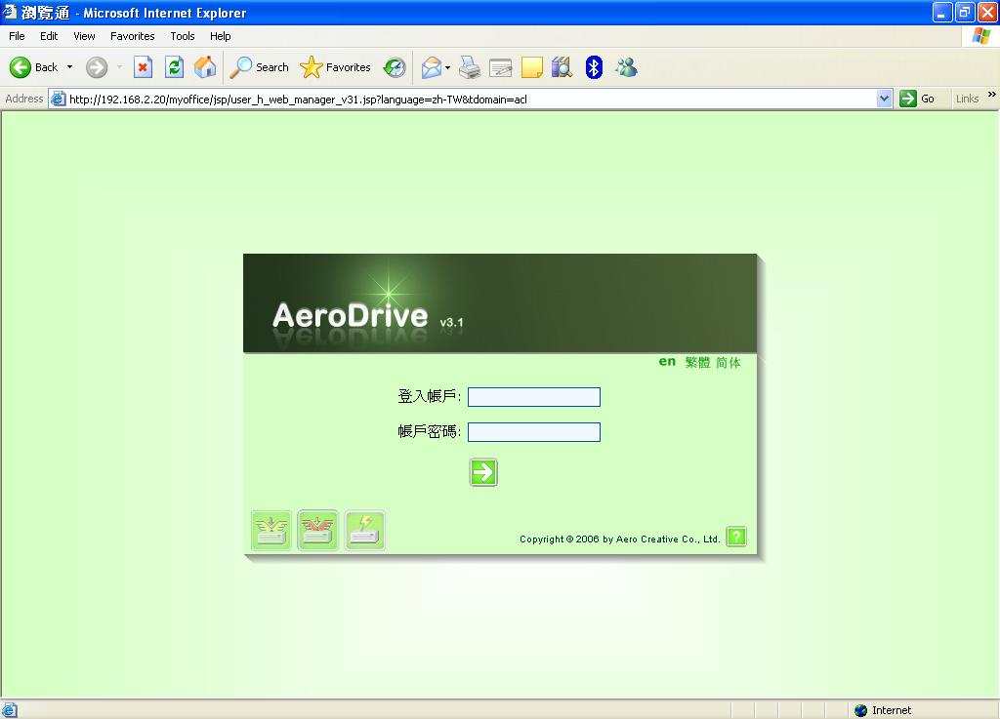 瀏覽通 - Microsoft Internet Explorer
File Edit View Favorites Tools Help
Back Search Favorites
Address http://192.168.2.20/myoffice/jsp/user_h_web_manager_v31.jsp?language=zh-TW&tdomain=acl Go Links »
AeroDrive v3.1
en 繁體 简体
登入帳戶:
帳戶密碼:
Copyright © 2006 by Aero Creative Co., Ltd. ?
Internet